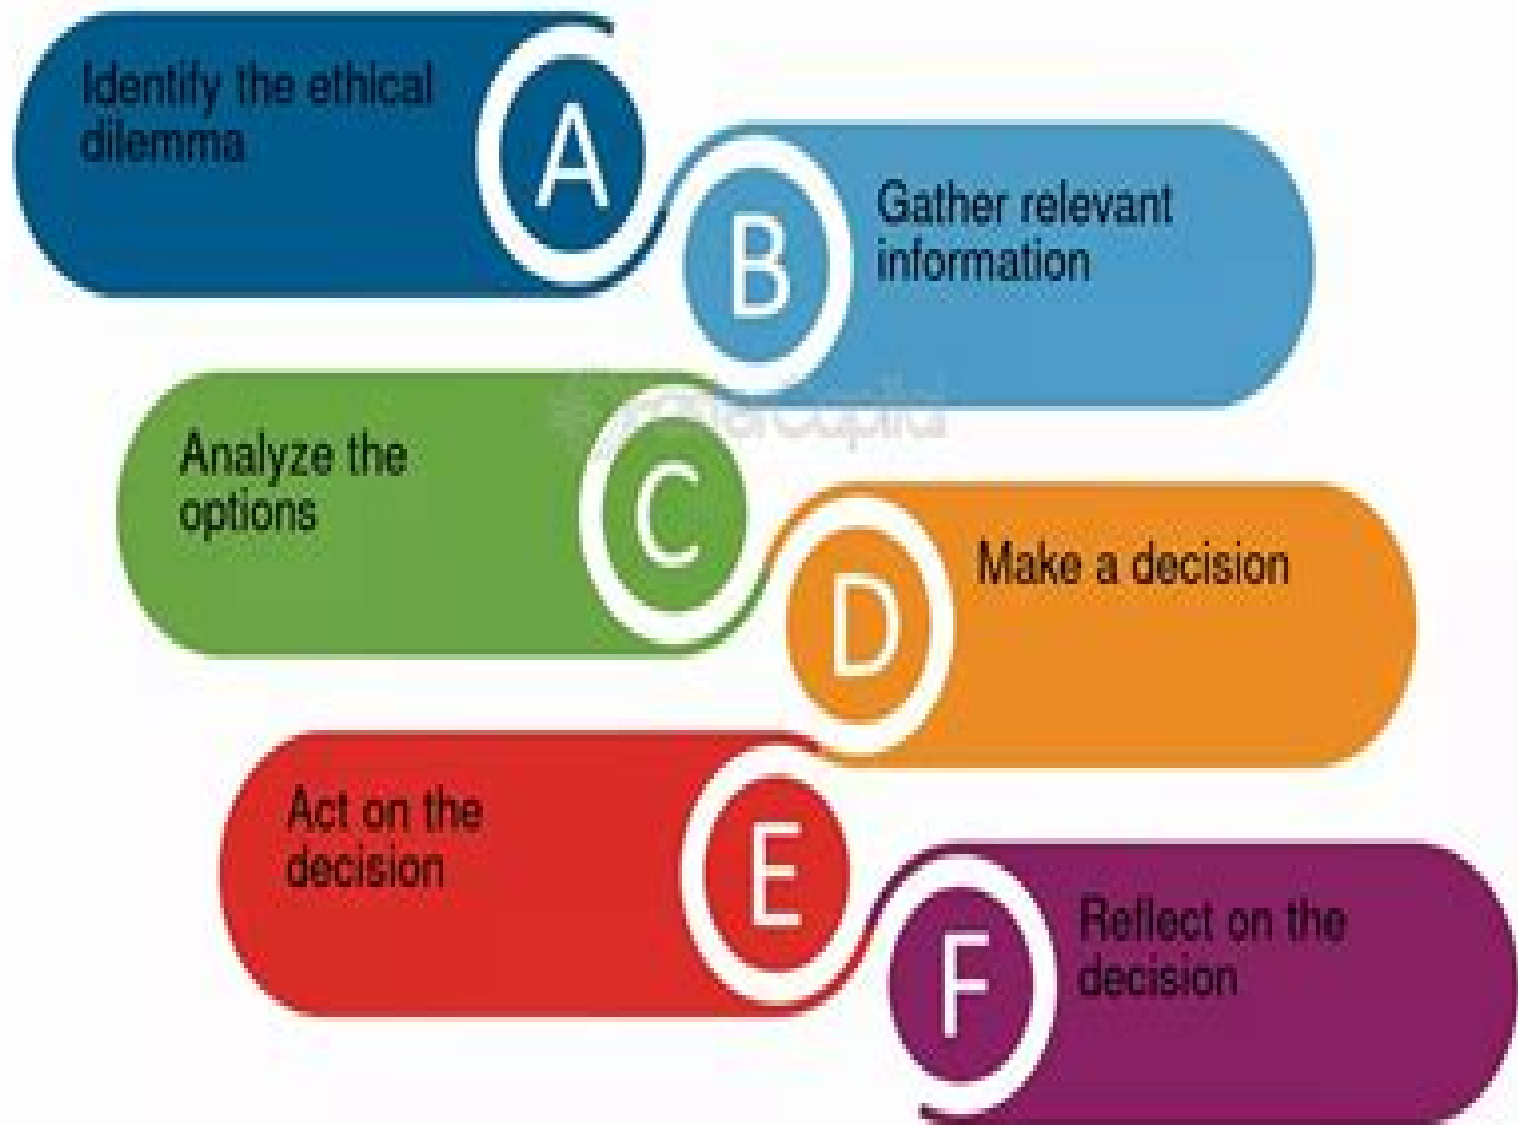 Identify the ethical
dilemma
A
B
Gather relevant
information
Analyze the
options
C
D
Make a decision
Act on the
decision
E
F
Reflect on the
decision